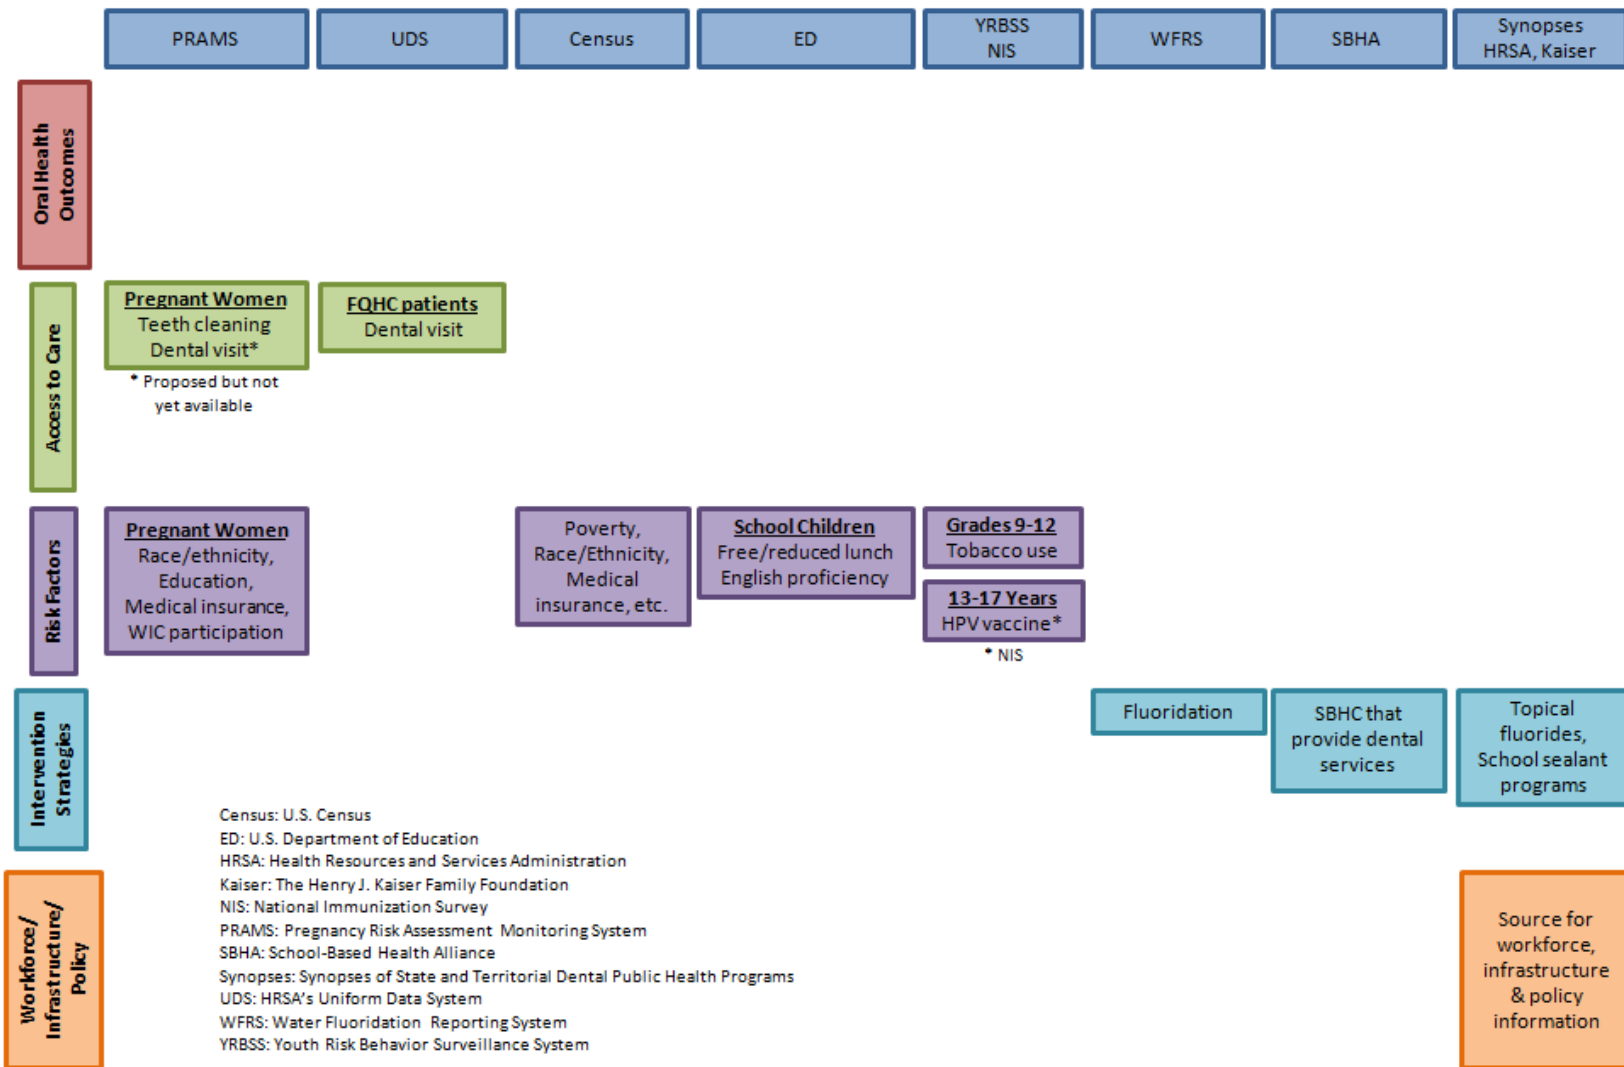 PRAMS
UDS
Census
ED
YRBSS
NIS
WFRS
SBHA
Synopses
HRSA, Kaiser
Oral Health
Outcomes
Access to Care
Pregnant Women
Teeth cleaning
Dental visit*
* Proposed but not
yet available
FQHC patients
Dental visit
Risk Factors
Pregnant Women
Race/ethnicity,
Education,
Medical insurance,
WIC participation
Poverty,
Race/Ethnicity,
Medical
insurance, etc.
School Children
Free/reduced lunch
English proficiency
Grades 9-12
Tobacco use
13-17 Years
HPV vaccine*
* NIS
Intervention
Strategies
Fluoridation
SBHC that
provide dental
services
Topical
fluorides,
School sealant
programs
Census: U.S. Census
ED: U.S. Department of Education
HRSA: Health Resources and Services Administration
Kaiser: The Henry J. Kaiser Family Foundation
NIS: National Immunization Survey
PRAMS: Pregnancy Risk Assessment Monitoring System
SBHA: School-Based Health Alliance
Synopses: Synopses of State and Territorial Dental Public Health Programs
UDS: HRSA's Uniform Data System
WFRS: Water Fluoridation Reporting System
YRBSS: Youth Risk Behavior Surveillance System
Workforce/
Infrastructure/
Policy
Source for
workforce,
infrastructure
& policy
information